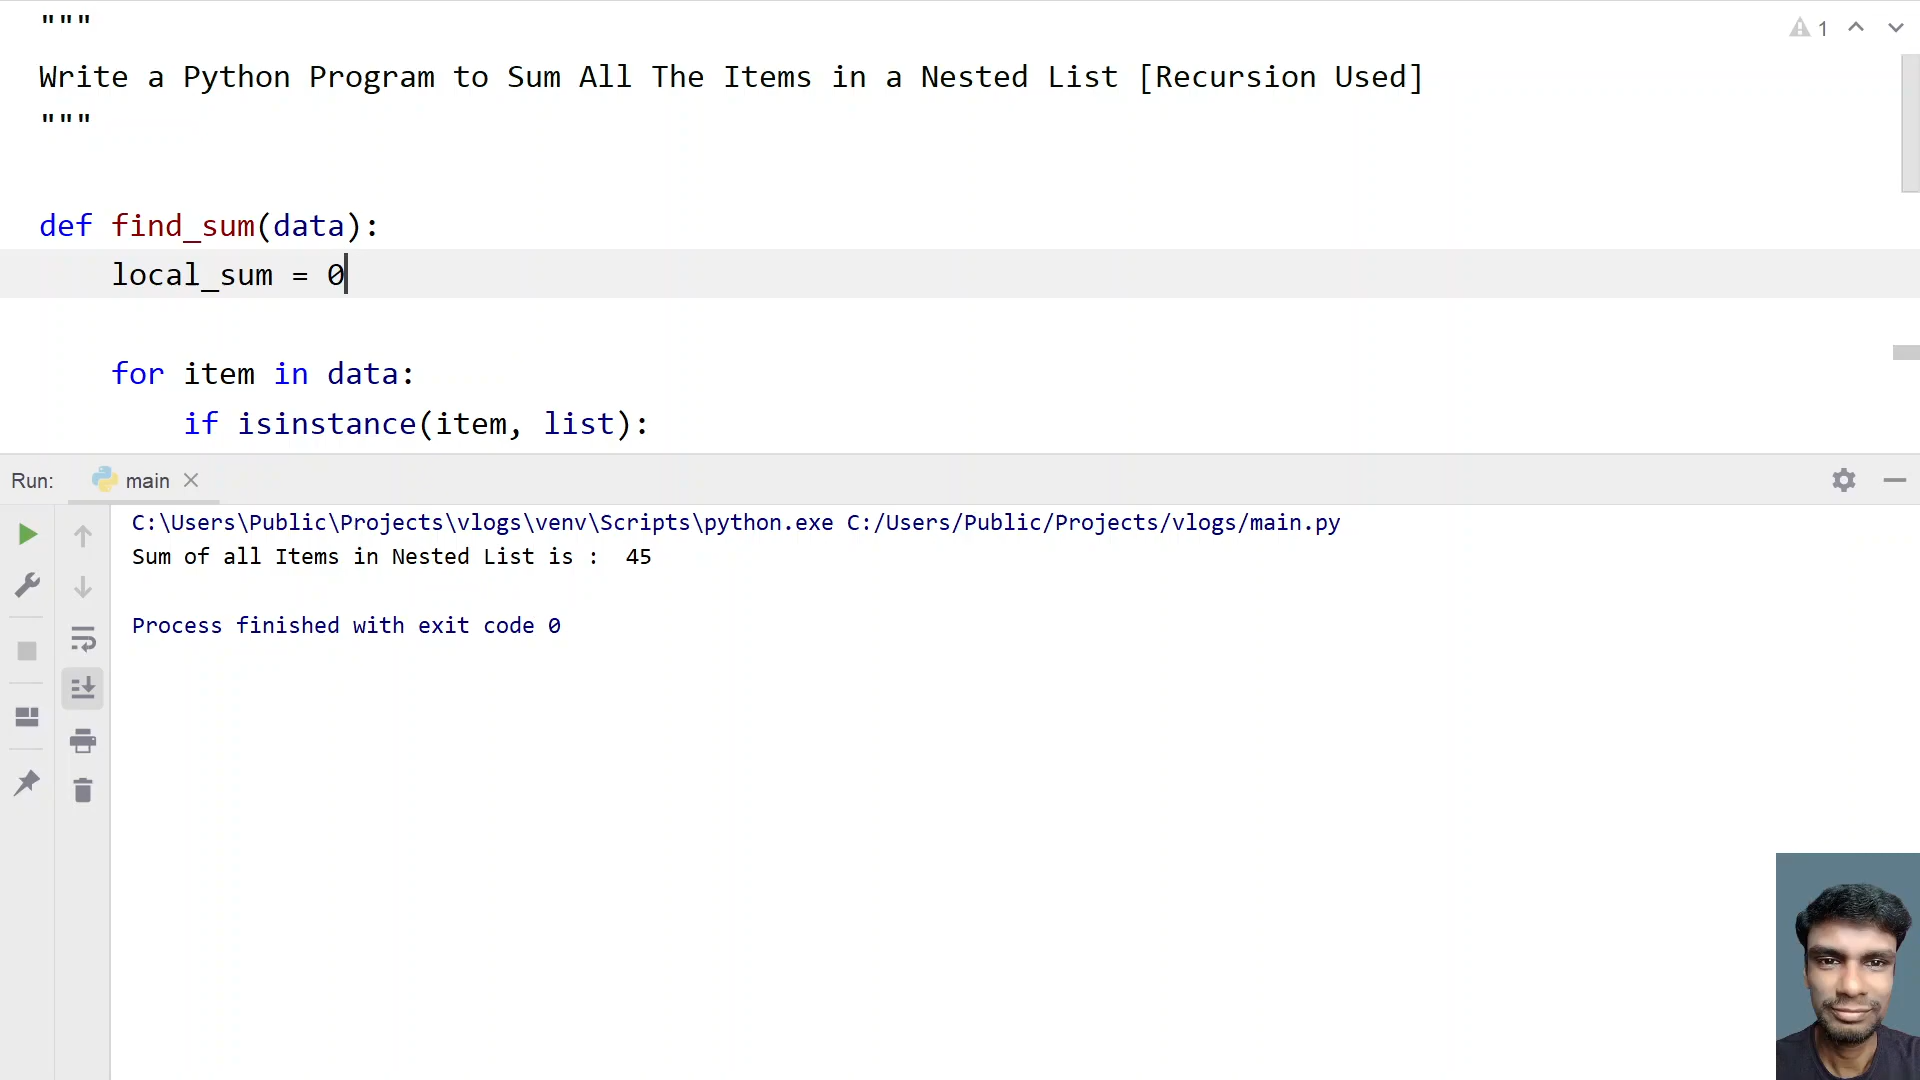 """
1
Write a Python Program to Sum All The Items in a Nested List [Recursion Used]
"""
def find_sum(data):
local_sum = 0
for item in data:
if isinstance(item, list):
Run: main
C:\Users\Public\Projects\vlogs\venv\Scripts\python.exe C:/Users/Public/Projects/vlogs/main.py
Sum of all Items in Nested List is :  45
Process finished with exit code 0